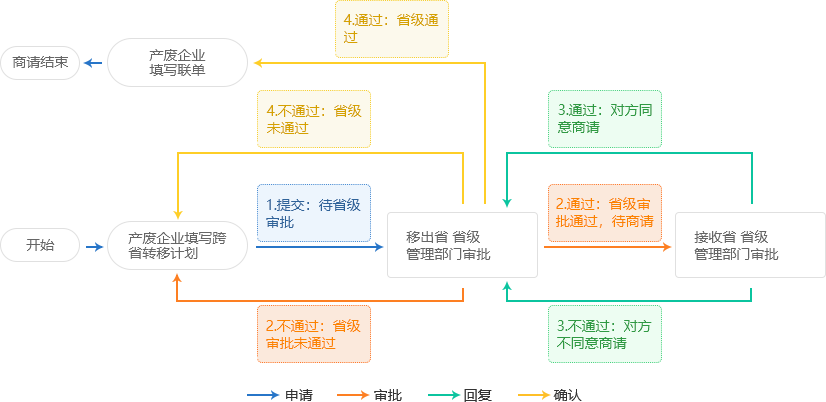 4.通过：省级通
过
商请结束
产废企业
填写联单
4.不通过：省级
未通过
3.通过：对方同
意商请
1.提交：待省级
审批
2.通过：省级审
批通过，待商请
开始
产废企业填写跨
省转移计划
移出省 省级
管理部门审批
接收省 省级
管理部门审批
2.不通过：省级
审批未通过
3.不通过：对方
不同意商请
申请
审批
回复
确认